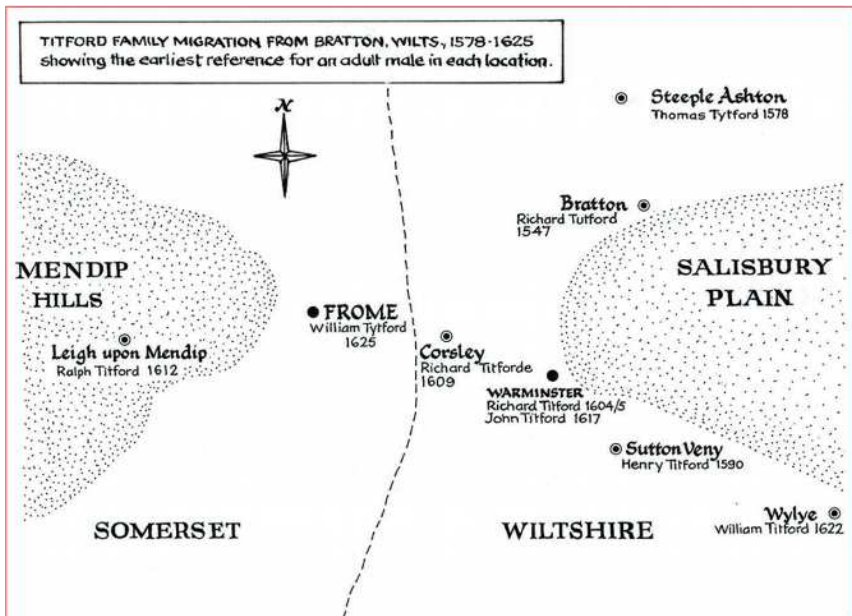 TITFORD FAMILY MIGRATION FROM BRATTON, WILTS., 1578-1625
showing the earliest reference for an adult male in each location.
N
Steeple Ashton
Thomas Tytford 1578
Bratton
Richard Tutford
1547
MENDIP
HILLS
SALISBURY
PLAIN
FROME
William Tytford
1625
Leigh upon Mendip
Ralph Titford 1612
Corsley
Richard Titforde
1609
WARMINSTER
Richard Titford 1604/5
John Titford 1617
Sutton Veny
Henry Titford 1590
Wylye
William Titford 1622
SOMERSET
WILTSHIRE